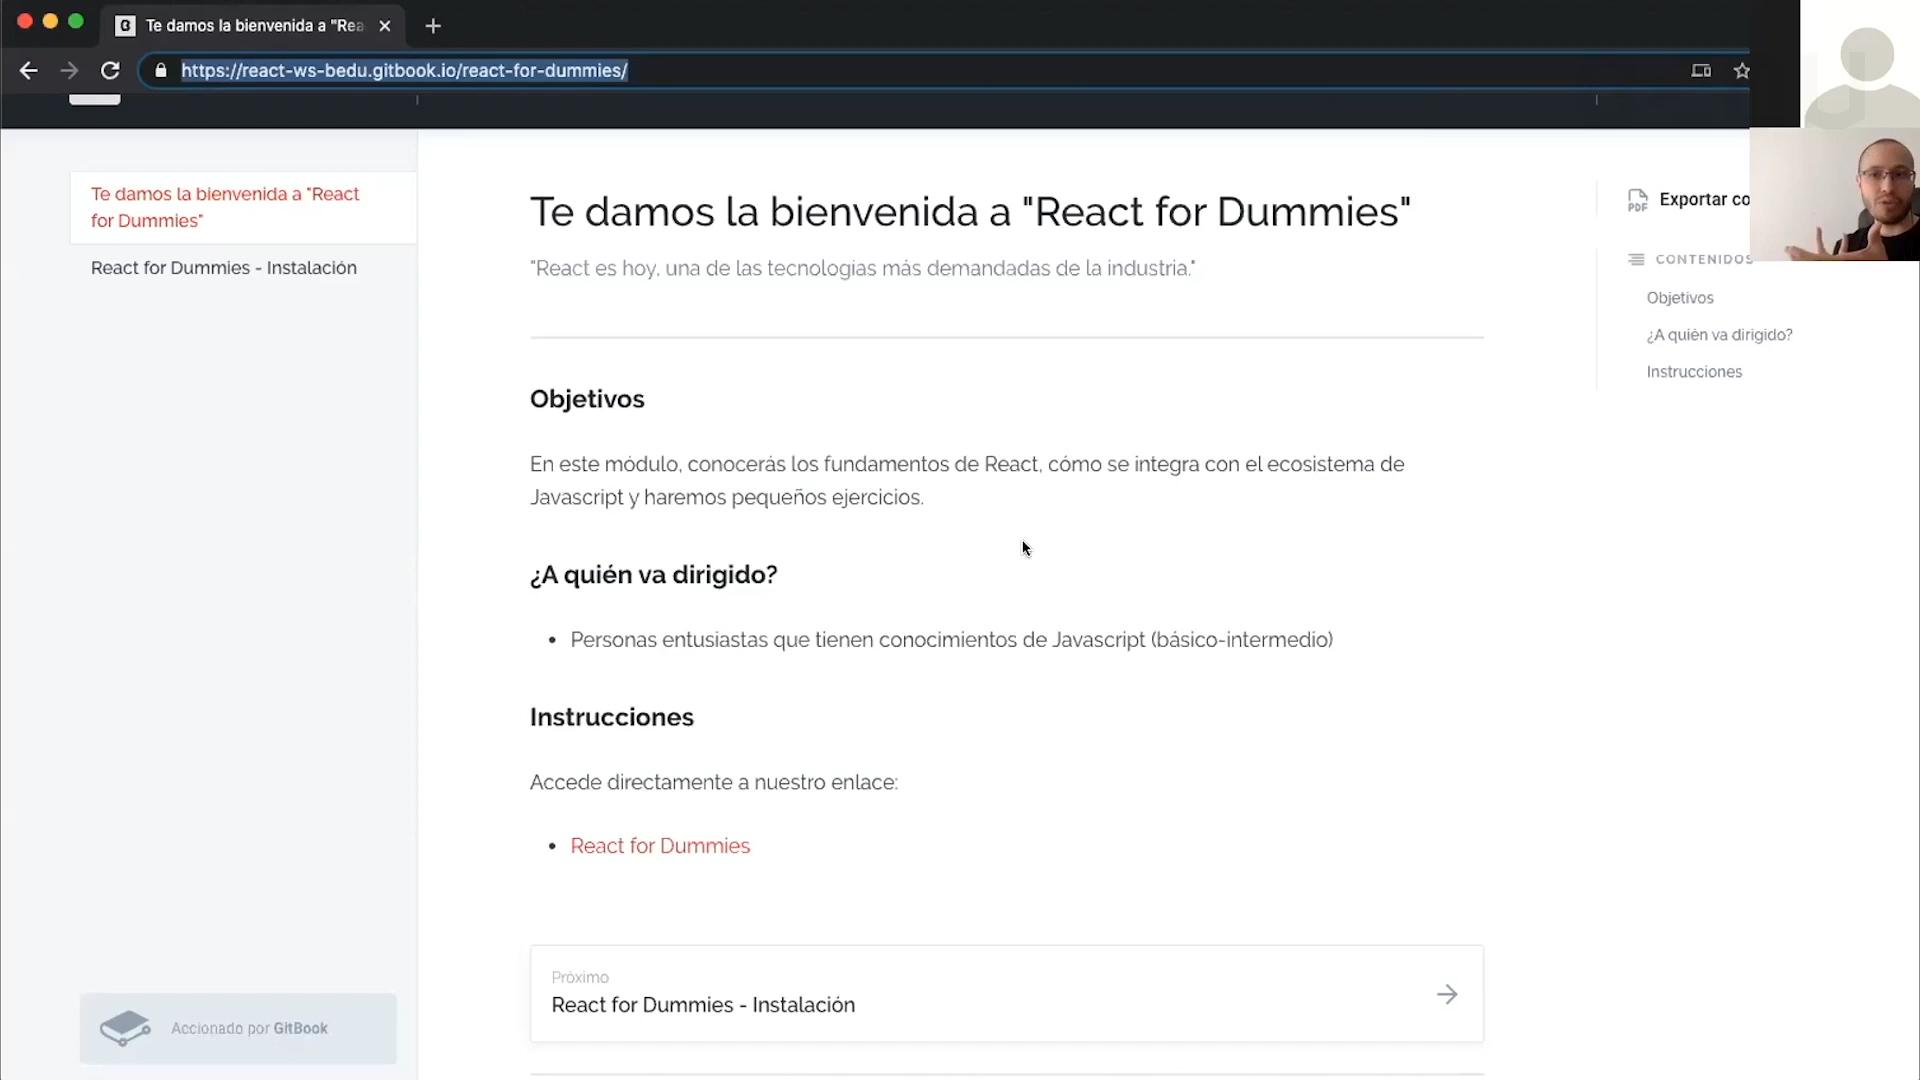 Te damos la bienvenida a "Rea
https://react-ws-bedu.gitbook.io/react-for-dummies/
Te damos la bienvenida a "React
for Dummies"
React for Dummies - Instalación
Te damos la bienvenida a "React for Dummies"
"React es hoy, una de las tecnologías más demandadas de la industria."
Objetivos
En este módulo, conocerás los fundamentos de React, cómo se integra con el ecosistema de
Javascript y haremos pequeños ejercicios.
¿A quién va dirigido?
• Personas entusiastas que tienen conocimientos de Javascript (básico-intermedio)
Instrucciones
Accede directamente a nuestro enlace:
• React for Dummies
Próximo
React for Dummies - Instalación
Accionado por GitBook
PDF
Exportar co
CONTENIDOS
Objetivos
¿A quién va dirigido?
Instrucciones